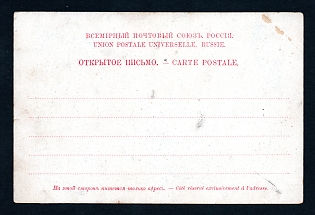 ВСЕМІРНЫЙ ПОЧТОВЫЙ СОЮЗЪ. РОССІЯ.
UNION POSTALE UNIVERSELLE. RUSSIE.
ОТКРЫТОЕ ПИСЬМО. — CARTE POSTALE.
На этой сторонѣ пишется только адресъ. — Côté réservé exclusivement à l'adresse.